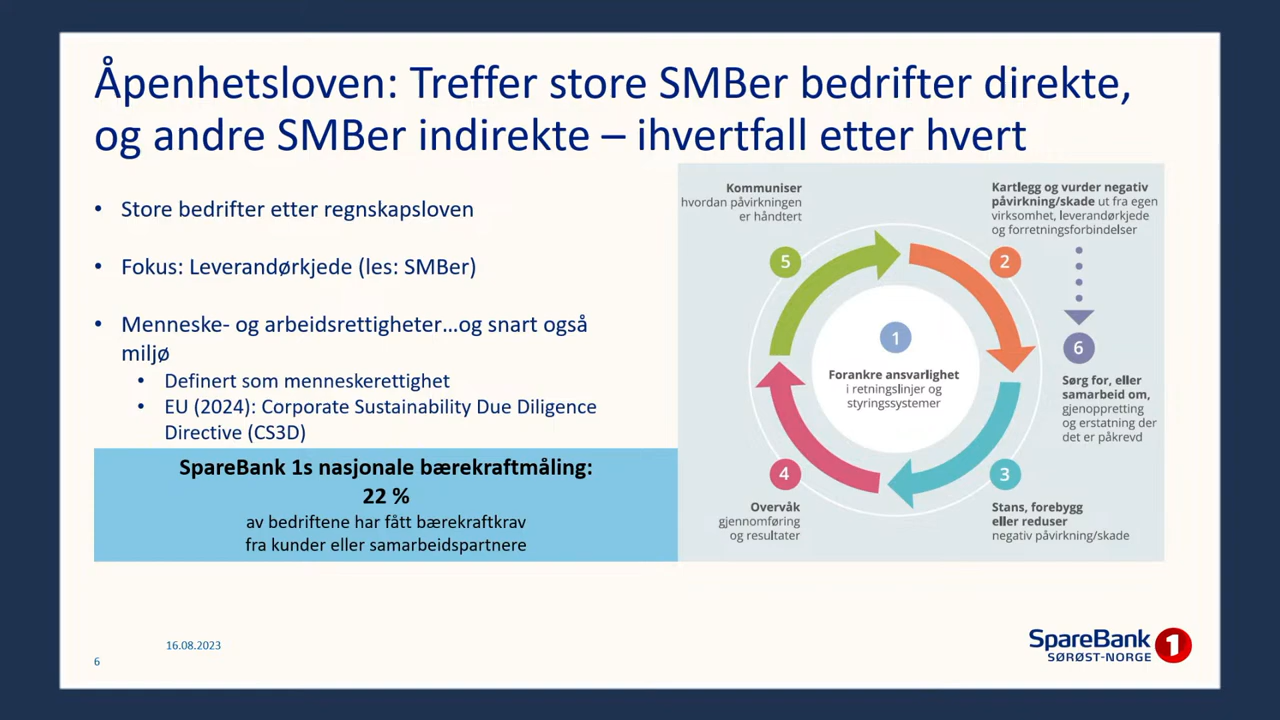 Åpenhetsloven: Treffer store SMBer bedrifter direkte,
og andre SMBer indirekte – ihvertfall etter hvert
• Store bedrifter etter regnskapsloven
• Fokus: Leverandørkjede (les: SMBer)
• Menneske- og arbeidsrettigheter…og snart også
miljø
• Definert som menneskerettighet
• EU (2024): Corporate Sustainability Due Diligence
Directive (CS3D)
SpareBank 1s nasjonale bærekraftmåling:
22 %
av bedriftene har fått bærekraftkrav
fra kunder eller samarbeidspartnere
1
Forankre ansvarlighet
i retningslinjer og
styringssystemer
Kartlegg og vurder negativ
påvirkning/skade ut fra egen
virksomhet, leverandørkjede
og forretningsforbindelser
2
6
Sørg for, eller
samarbeid om,
gjenoppretting
og erstatning der
det er påkrevd
3
Stans, forebygg
eller reduser
negativ påvirkning/skade
4
Overvåk
gjennomføring
og resultater
Kommuniser
hvordan påvirkningen
er håndtert
5
16.08.2023
6
SpareBank 1
SØRØST-NORGE